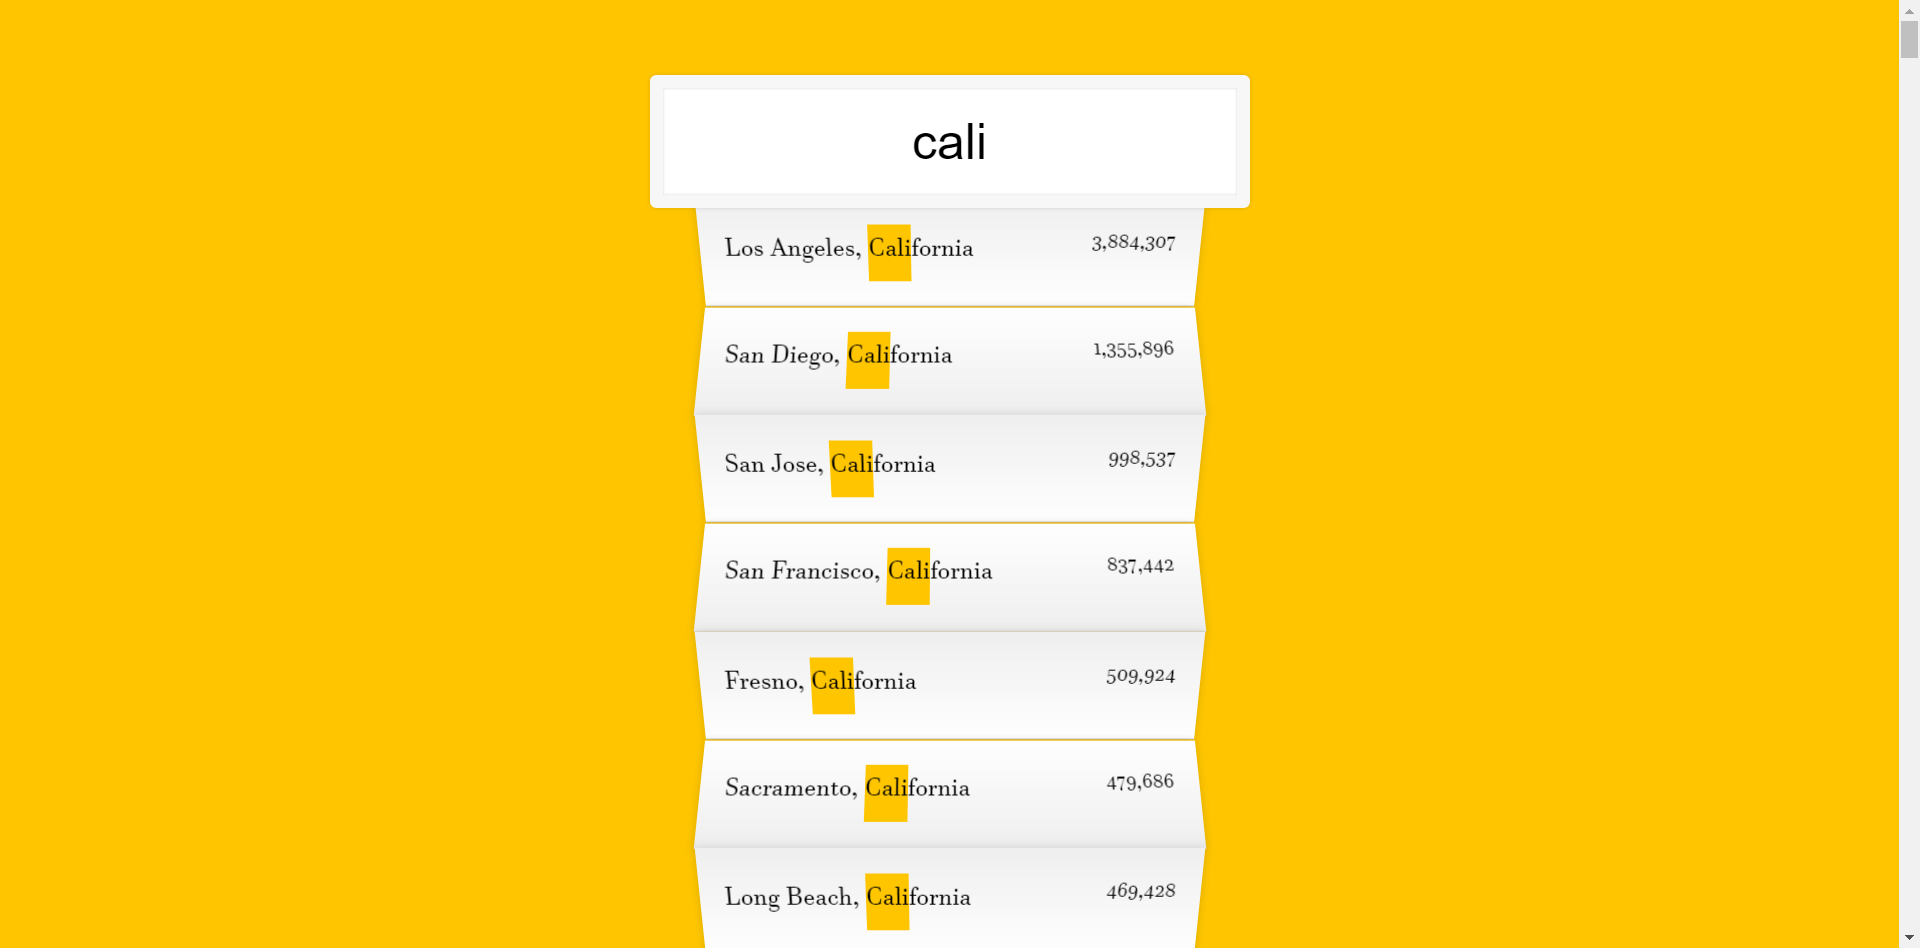 cali
Los Angeles, California 3,884,307
San Diego, California 1,355,896
San Jose, California 998,537
San Francisco, California 837,442
Fresno, California 509,924
Sacramento, California 479,686
Long Beach, California 469,428